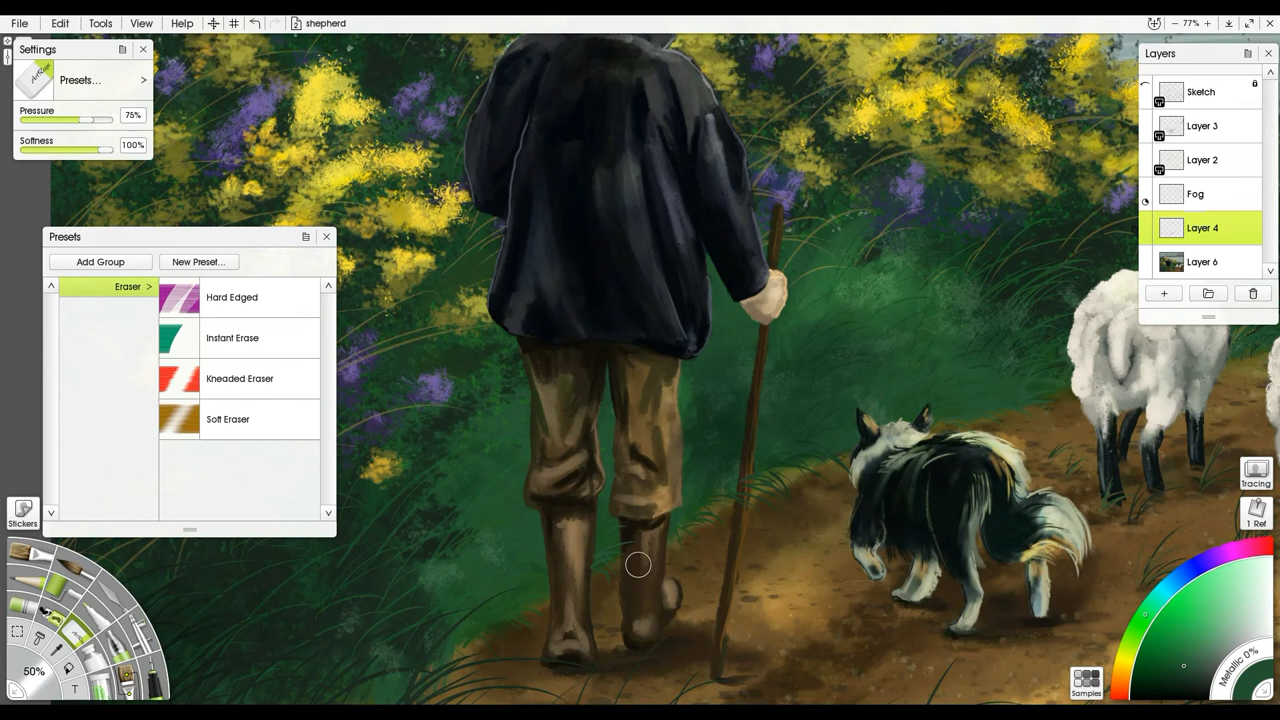 File Edit Tools View Help 2 shepherd 77%
Settings
Presets...
Pressure 75%
Softness 100%
Presets
Add Group New Preset...
Eraser >
Hard Edged
Instant Erase
Kneaded Eraser
Soft Eraser
Layers
Sketch
Layer 3
Layer 2
Fog
Layer 4
Layer 6
Stickers
50%
T
Tracing
1 Ref
Samples
Metallic 0%